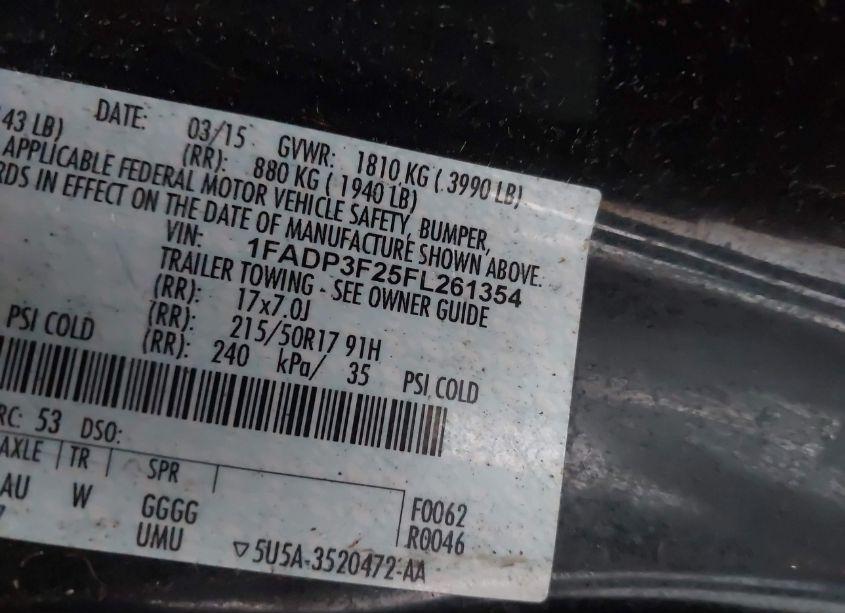 DATE: 03/15 GVWR: 1810 KG ( 3990 LB)
43 LB) (RR): 880 KG ( 1940 LB)
APPLICABLE FEDERAL MOTOR VEHICLE SAFETY, BUMPER,
RDS IN EFFECT ON THE DATE OF MANUFACTURE SHOWN ABOVE.
VIN: 1FADP3F25FL261354
TRAILER TOWING - SEE OWNER GUIDE
(RR): 17x7.0J
(RR): 215/50R17 91H
PSI COLD (RR): 240 kPa/ 35 PSI COLD
RC: 53 DSO:
AXLE TR SPR
AU W GGGG F0062
7 UMU R0046
5U5A-3520472-AA